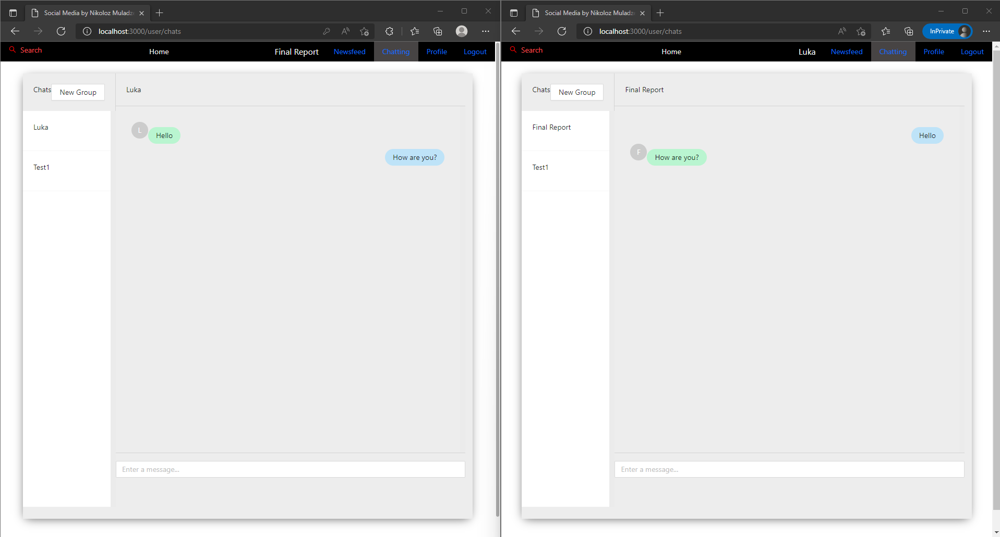 Social Media by Nikoloz Muladze
localhost:3000/user/chats
Search
Home
Final Report
Newsfeed
Chatting
Profile
Logout
Chats
New Group
Luka
Luka
Test1
L
Hello
How are you?
Enter a message...
Social Media by Nikoloz Muladze
localhost:3000/user/chats
InPrivate
Search
Home
Luka
Newsfeed
Chatting
Profile
Logout
Chats
New Group
Final Report
Final Report
Test1
Hello
F
How are you?
Enter a message...